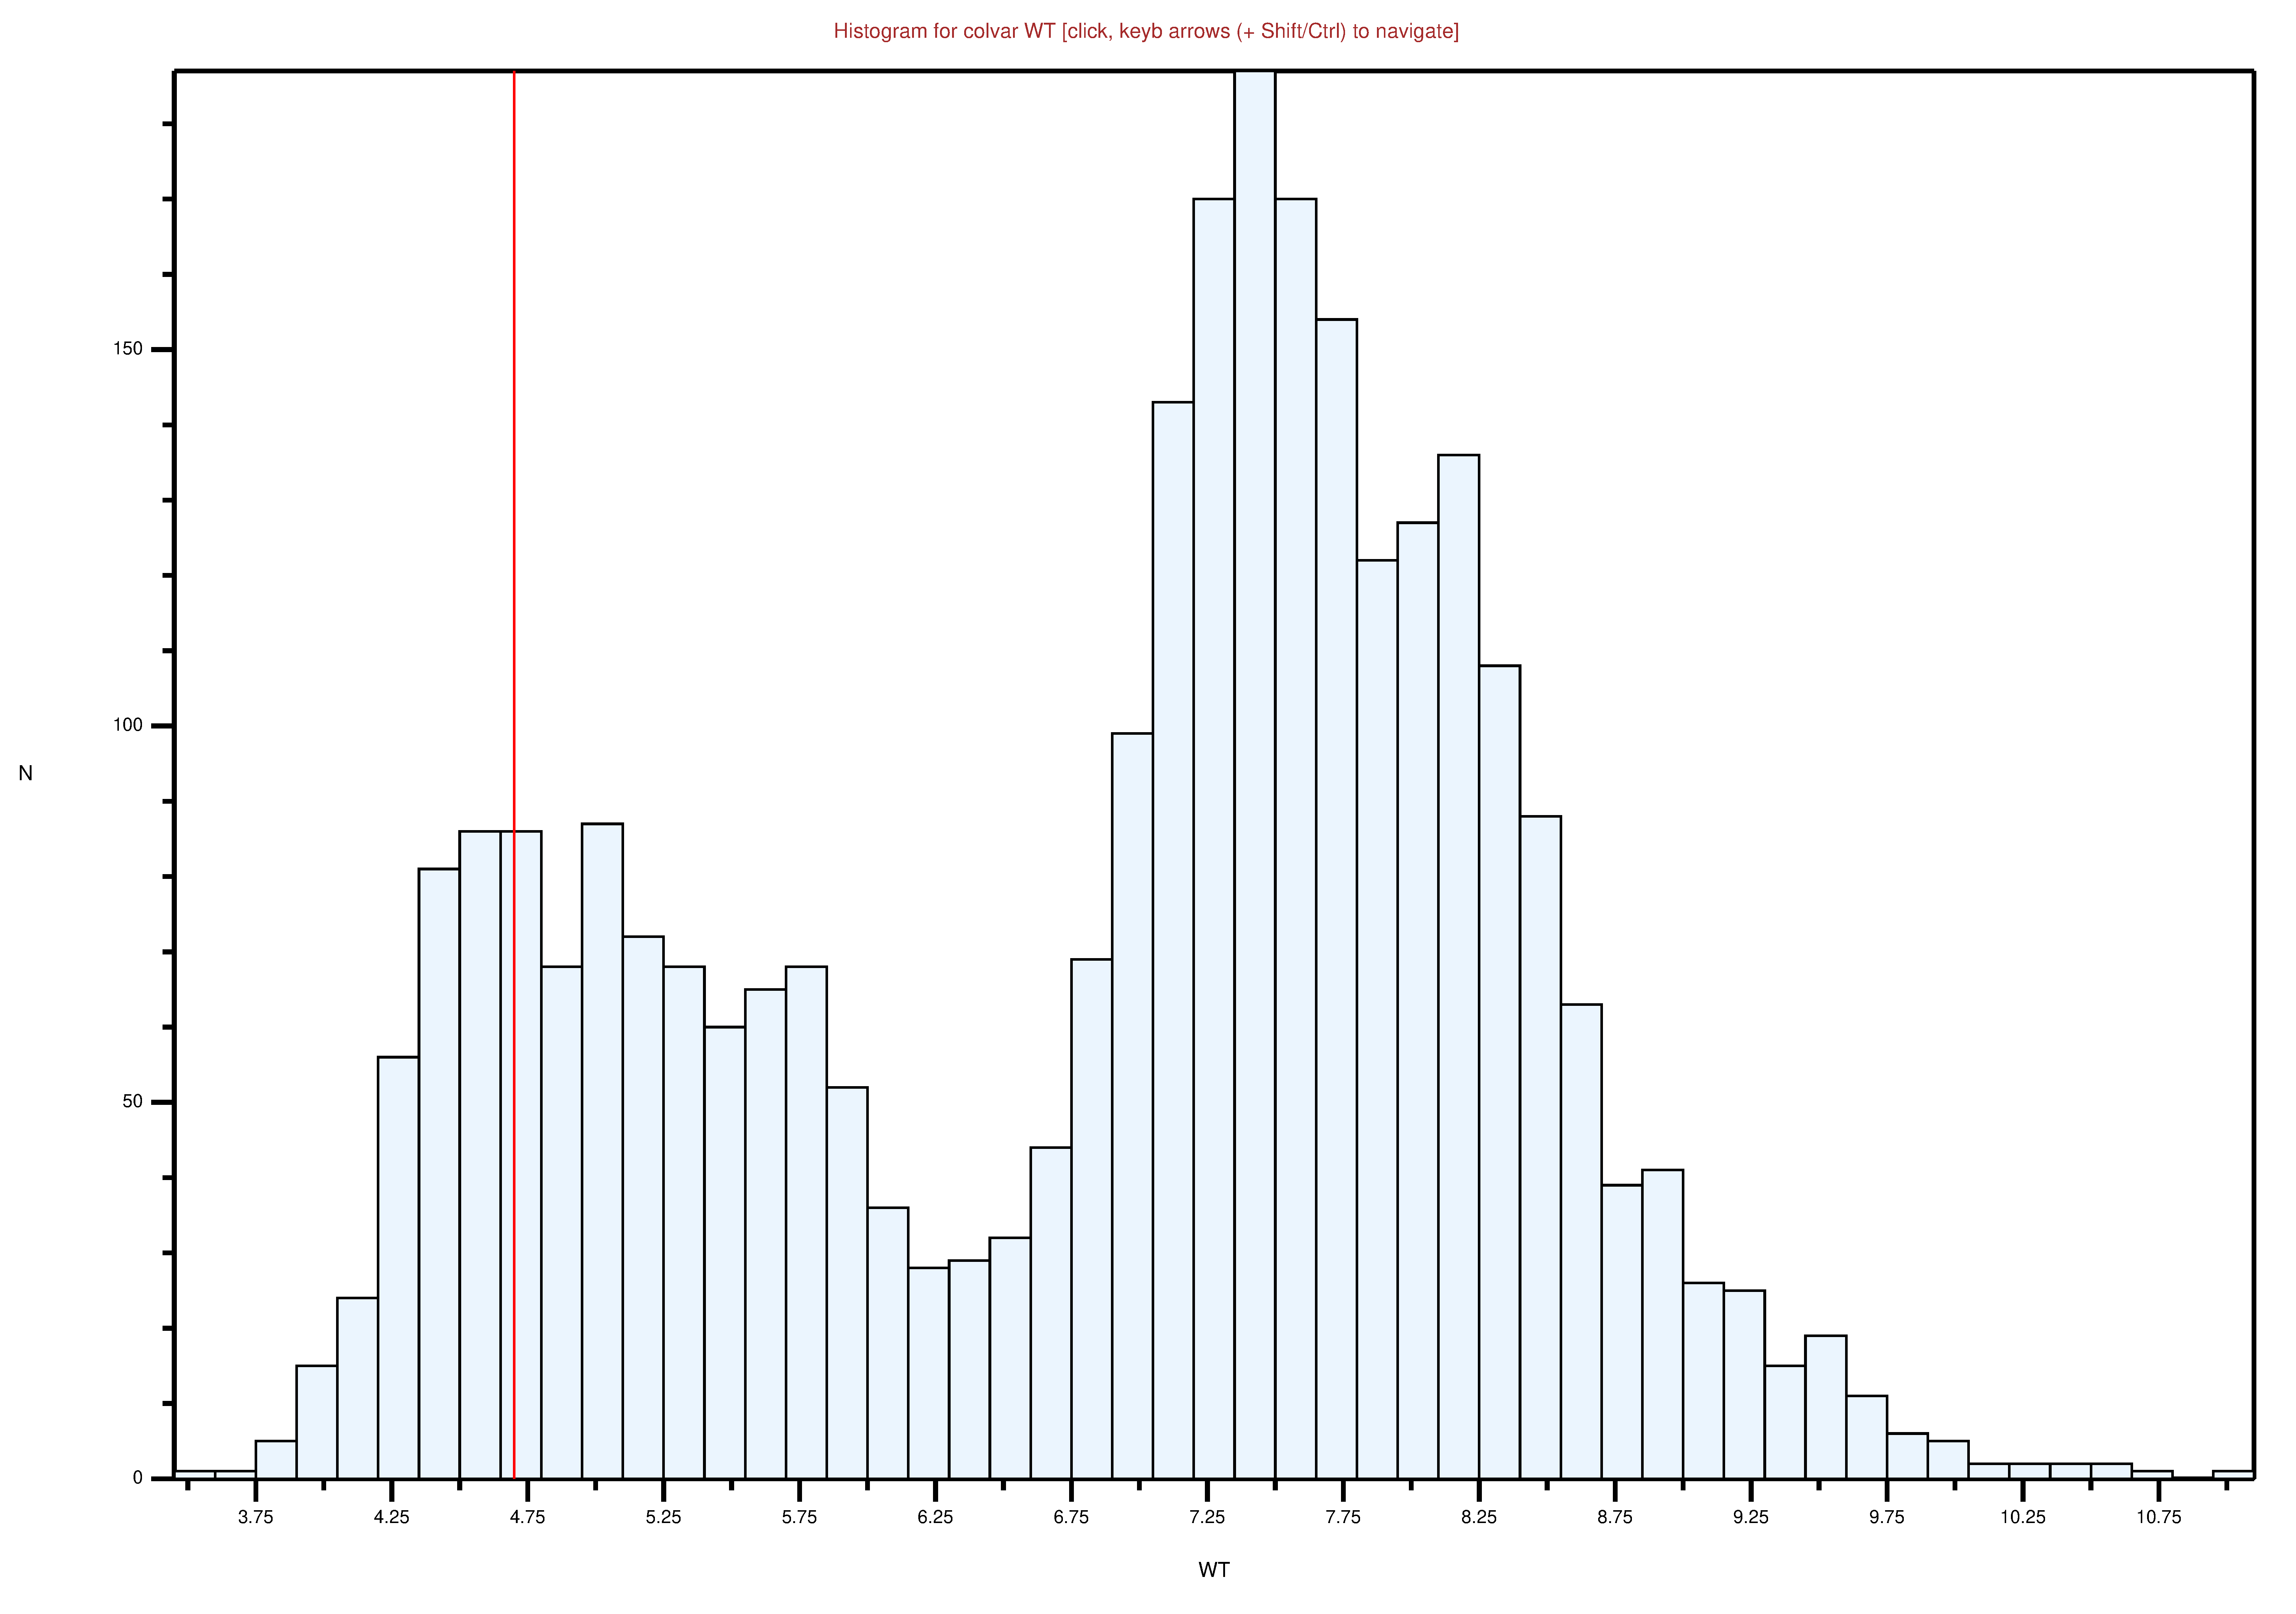 Histogram for colvar WT [click, keyb arrows (+ Shift/Ctrl) to navigate]
150
100
N
50
0
3.75 4.25 4.75 5.25 5.75 6.25 6.75 7.25 7.75 8.25 8.75 9.25 9.75 10.25 10.75
WT